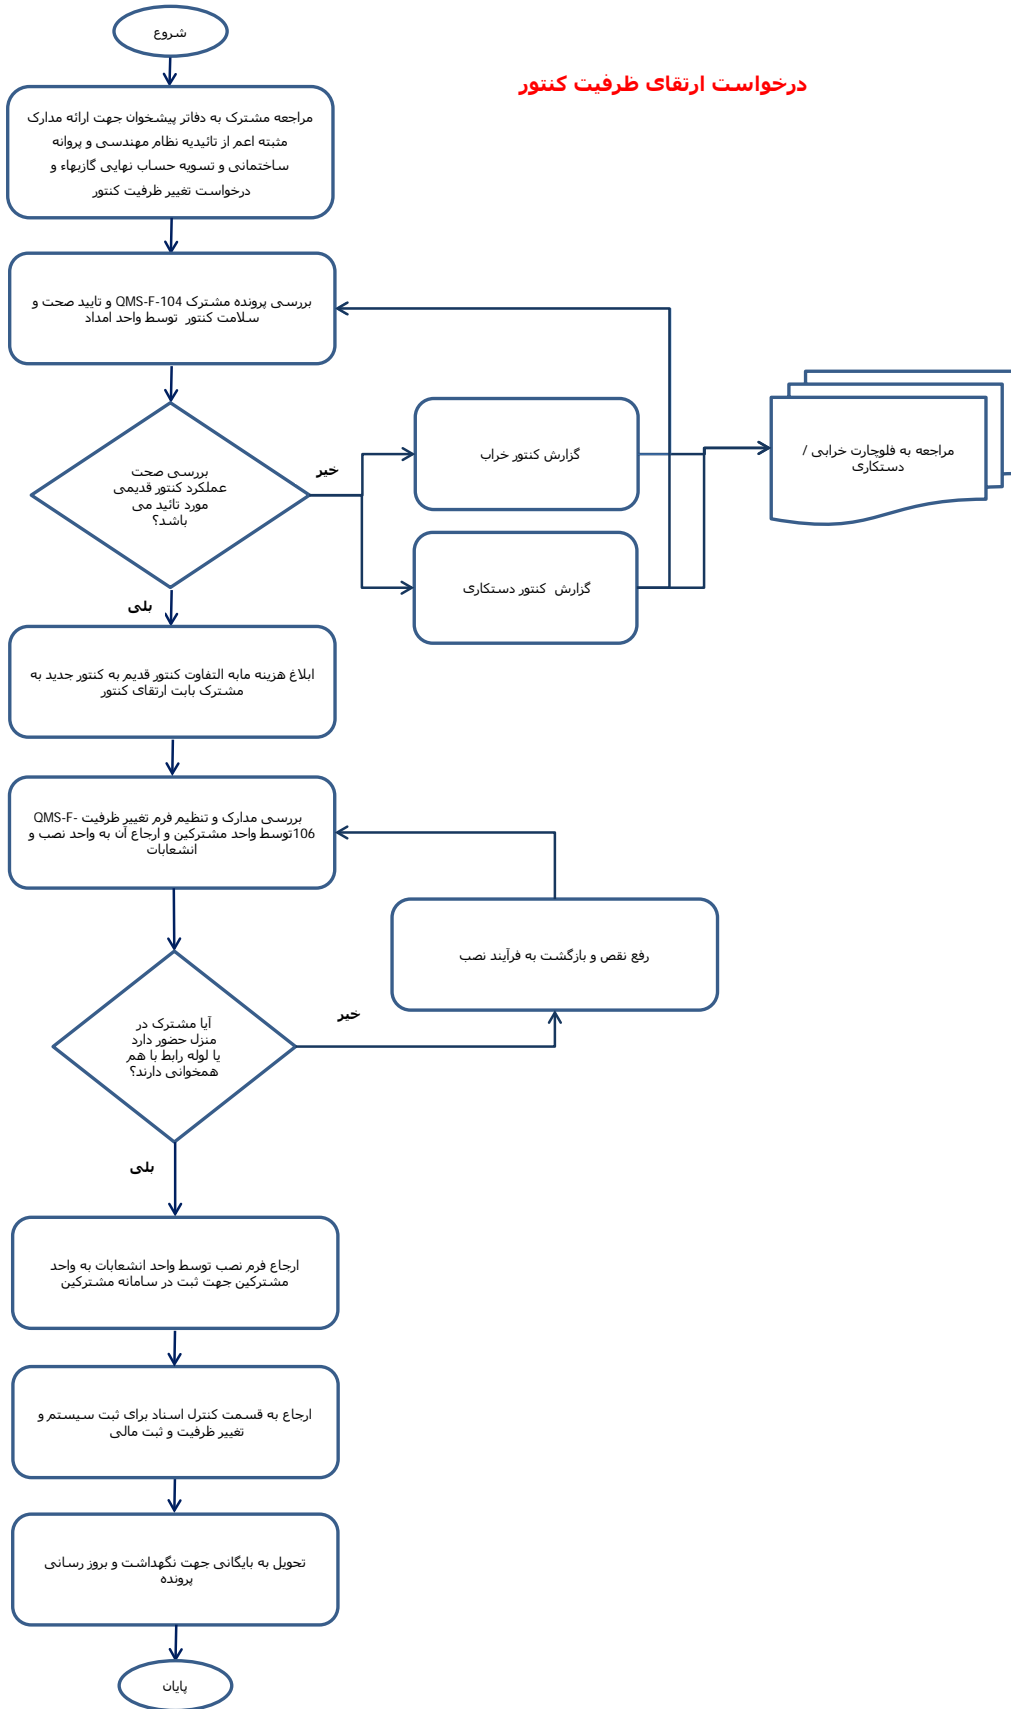 شروع
درخواست ارتقای ظرفیت کنتور
مراجعه مشترک به دفاتر پیشخوان جهت ارائه مدارک
مثبته اعم از تائیدیه نظام مهندسی و پروانه
ساختمانی و تسویه حساب نهایی گازبهاء و
درخواست تغییر ظرفیت کنتور
بررسی پرونده مشترک QMS-F-104 و تایید صحت و
سلامت کنتور توسط واحد امداد
بررسی صحت
عملکرد کنتور قدیمی
مورد تائید می
باشد؟
خیر
گزارش کنتور خراب
گزارش کنتور دستکاری
مراجعه به فلوچارت خرابی /
دستکاری
بلی
ابلاغ هزینه مابه التفاوت کنتور قدیم به کنتور جدید به
مشترک بابت ارتقای کنتور
بررسی مدارک و تنظیم فرم تغییر ظرفیت QMS-F-
106توسط واحد مشترکین و ارجاع آن به واحد نصب و
انشعابات
رفع نقص و بازگشت به فرآیند نصب
آیا مشترک در
منزل حضور دارد
یا لوله رابط با هم
همخوانی دارند؟
خیر
بلی
ارجاع فرم نصب توسط واحد انشعابات به واحد
مشترکین جهت ثبت در سامانه مشترکین
ارجاع به قسمت کنترل اسناد برای ثبت سیستم و
تغییر ظرفیت و ثبت مالی
تحویل به بایگانی جهت نگهداشت و بروز رسانی
پرونده
پایان